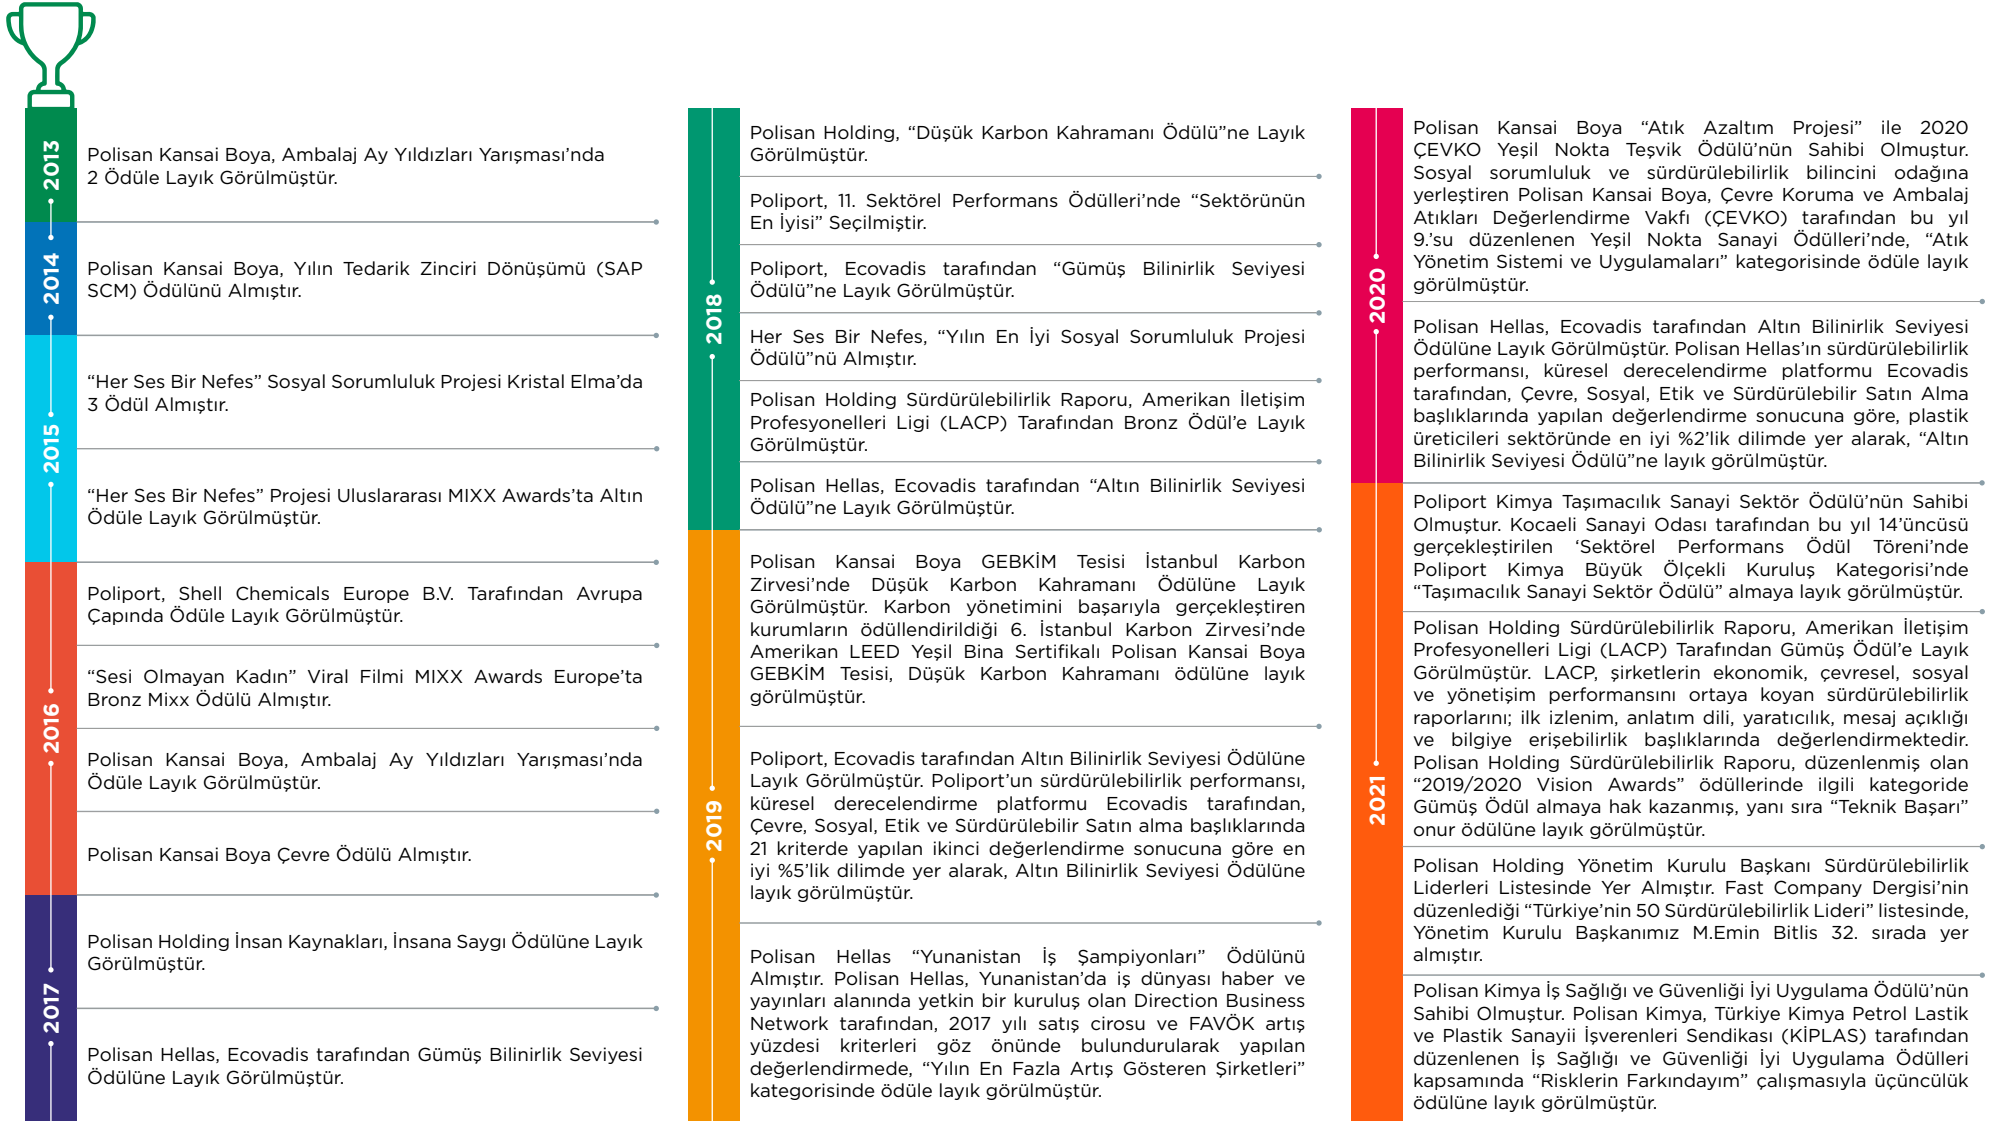 2013
Polisan Kansai Boya, Ambalaj Ay Yıldızları Yarışması’nda
2 Ödüle Layık Görülmüştür.
2014
Polisan Kansai Boya, Yılın Tedarik Zinciri Dönüşümü (SAP
SCM) Ödülünü Almıştır.
2015
“Her Ses Bir Nefes” Sosyal Sorumluluk Projesi Kristal Elma’da
3 Ödül Almıştır.
“Her Ses Bir Nefes” Projesi Uluslararası MIXX Awards’ta Altın
Ödüle Layık Görülmüştür.
2016
Poliport, Shell Chemicals Europe B.V. Tarafından Avrupa
Çapında Ödüle Layık Görülmüştür.
“Sesi Olmayan Kadın” Viral Filmi MIXX Awards Europe’ta
Bronz Mixx Ödülü Almıştır.
Polisan Kansai Boya, Ambalaj Ay Yıldızları Yarışması’nda
Ödüle Layık Görülmüştür.
Polisan Kansai Boya Çevre Ödülü Almıştır.
2017
Polisan Holding İnsan Kaynakları, İnsana Saygı Ödülüne Layık
Görülmüştür.
Polisan Hellas, Ecovadis tarafından Gümüş Bilinirlik Seviyesi
Ödülüne Layık Görülmüştür.
2018
Polisan Holding, “Düşük Karbon Kahramanı Ödülü”ne Layık
Görülmüştür.
Poliport, 11. Sektörel Performans Ödülleri’nde “Sektörünün
En İyisi” Seçilmiştir.
Poliport, Ecovadis tarafından “Gümüş Bilinirlik Seviyesi
Ödülü”ne Layık Görülmüştür.
Her Ses Bir Nefes, “Yılın En İyi Sosyal Sorumluluk Projesi
Ödülü”nü Almıştır.
Polisan Holding Sürdürülebilirlik Raporu, Amerikan İletişim
Profesyonelleri Ligi (LACP) Tarafından Bronz Ödül’e Layık
Görülmüştür.
Polisan Hellas, Ecovadis tarafından “Altın Bilinirlik Seviyesi
Ödülü”ne Layık Görülmüştür.
2019
Polisan Kansai Boya GEBKİM Tesisi İstanbul Karbon
Zirvesi’nde Düşük Karbon Kahramanı Ödülüne Layık
Görülmüştür. Karbon yönetimini başarıyla gerçekleştiren
kurumların ödüllendirildiği 6. İstanbul Karbon Zirvesi’nde
Amerikan LEED Yeşil Bina Sertifikalı Polisan Kansai Boya
GEBKİM Tesisi, Düşük Karbon Kahramanı ödülüne layık
görülmüştür.
Poliport, Ecovadis tarafından Altın Bilinirlik Seviyesi Ödülüne
Layık Görülmüştür. Poliport’un sürdürülebilirlik performansı,
küresel derecelendirme platformu Ecovadis tarafından,
Çevre, Sosyal, Etik ve Sürdürülebilir Satın alma başlıklarında
21 kriterde yapılan ikinci değerlendirme sonucuna göre en
iyi %5’lik dilimde yer alarak, Altın Bilinirlik Seviyesi Ödülüne
layık görülmüştür.
Polisan Hellas “Yunanistan İş Şampiyonları” Ödülünü
Almıştır. Polisan Hellas, Yunanistan’da iş dünyası haber ve
yayınları alanında yetkin bir kuruluş olan Direction Business
Network tarafından, 2017 yılı satış cirosu ve FAVÖK artış
yüzdesi kriterleri göz önünde bulundurularak yapılan
değerlendirmede, “Yılın En Fazla Artış Gösteren Şirketleri”
kategorisinde ödüle layık görülmüştür.
2020
Polisan Kansai Boya “Atık Azaltım Projesi” ile 2020
ÇEVKO Yeşil Nokta Teşvik Ödülü’nün Sahibi Olmuştur.
Sosyal sorumluluk ve sürdürülebilirlik bilincini odağına
yerleştiren Polisan Kansai Boya, Çevre Koruma ve Ambalaj
Atıkları Değerlendirme Vakfı (ÇEVKO) tarafından bu yıl
9.’su düzenlenen Yeşil Nokta Sanayi Ödülleri’nde, “Atık
Yönetim Sistemi ve Uygulamaları” kategorisinde ödüle layık
görülmüştür.
Polisan Hellas, Ecovadis tarafından Altın Bilinirlik Seviyesi
Ödülüne Layık Görülmüştür. Polisan Hellas’ın sürdürülebilirlik
performansı, küresel derecelendirme platformu Ecovadis
tarafından, Çevre, Sosyal, Etik ve Sürdürülebilir Satın Alma
başlıklarında yapılan değerlendirme sonucuna göre, plastik
üreticileri sektöründe en iyi %2’lik dilimde yer alarak, “Altın
Bilinirlik Seviyesi Ödülü”ne layık görülmüştür.
2021
Poliport Kimya Taşımacılık Sanayi Sektör Ödülü’nün Sahibi
Olmuştur. Kocaeli Sanayi Odası tarafından bu yıl 14’üncüsü
gerçekleştirilen ‘Sektörel Performans Ödül Töreni’nde
Poliport Kimya Büyük Ölçekli Kuruluş Kategorisi’nde
“Taşımacılık Sanayi Sektör Ödülü” almaya layık görülmüştür.
Polisan Holding Sürdürülebilirlik Raporu, Amerikan İletişim
Profesyonelleri Ligi (LACP) Tarafından Gümüş Ödül’e Layık
Görülmüştür. LACP, şirketlerin ekonomik, çevresel, sosyal
ve yönetişim performansını ortaya koyan sürdürülebilirlik
raporlarını; ilk izlenim, anlatım dili, yaratıcılık, mesaj açıklığı
ve bilgiye erişebilirlik başlıklarında değerlendirmektedir.
Polisan Holding Sürdürülebilirlik Raporu, düzenlenmiş olan
“2019/2020 Vision Awards” ödüllerinde ilgili kategoride
Gümüş Ödül almaya hak kazanmış, yanı sıra “Teknik Başarı”
onur ödülüne layık görülmüştür.
Polisan Holding Yönetim Kurulu Başkanı Sürdürülebilirlik
Liderleri Listesinde Yer Almıştır. Fast Company Dergisi’nin
düzenlediği “Türkiye’nin 50 Sürdürülebilirlik Lideri” listesinde,
Yönetim Kurulu Başkanımız M.Emin Bitlis 32. sırada yer
almıştır.
Polisan Kimya İş Sağlığı ve Güvenliği İyi Uygulama Ödülü’nün
Sahibi Olmuştur. Polisan Kimya, Türkiye Kimya Petrol Lastik
ve Plastik Sanayii İşverenleri Sendikası (KİPLAS) tarafından
düzenlenen İş Sağlığı ve Güvenliği İyi Uygulama Ödülleri
kapsamında “Risklerin Farkındayım” çalışmasıyla üçüncülük
ödülüne layık görülmüştür.